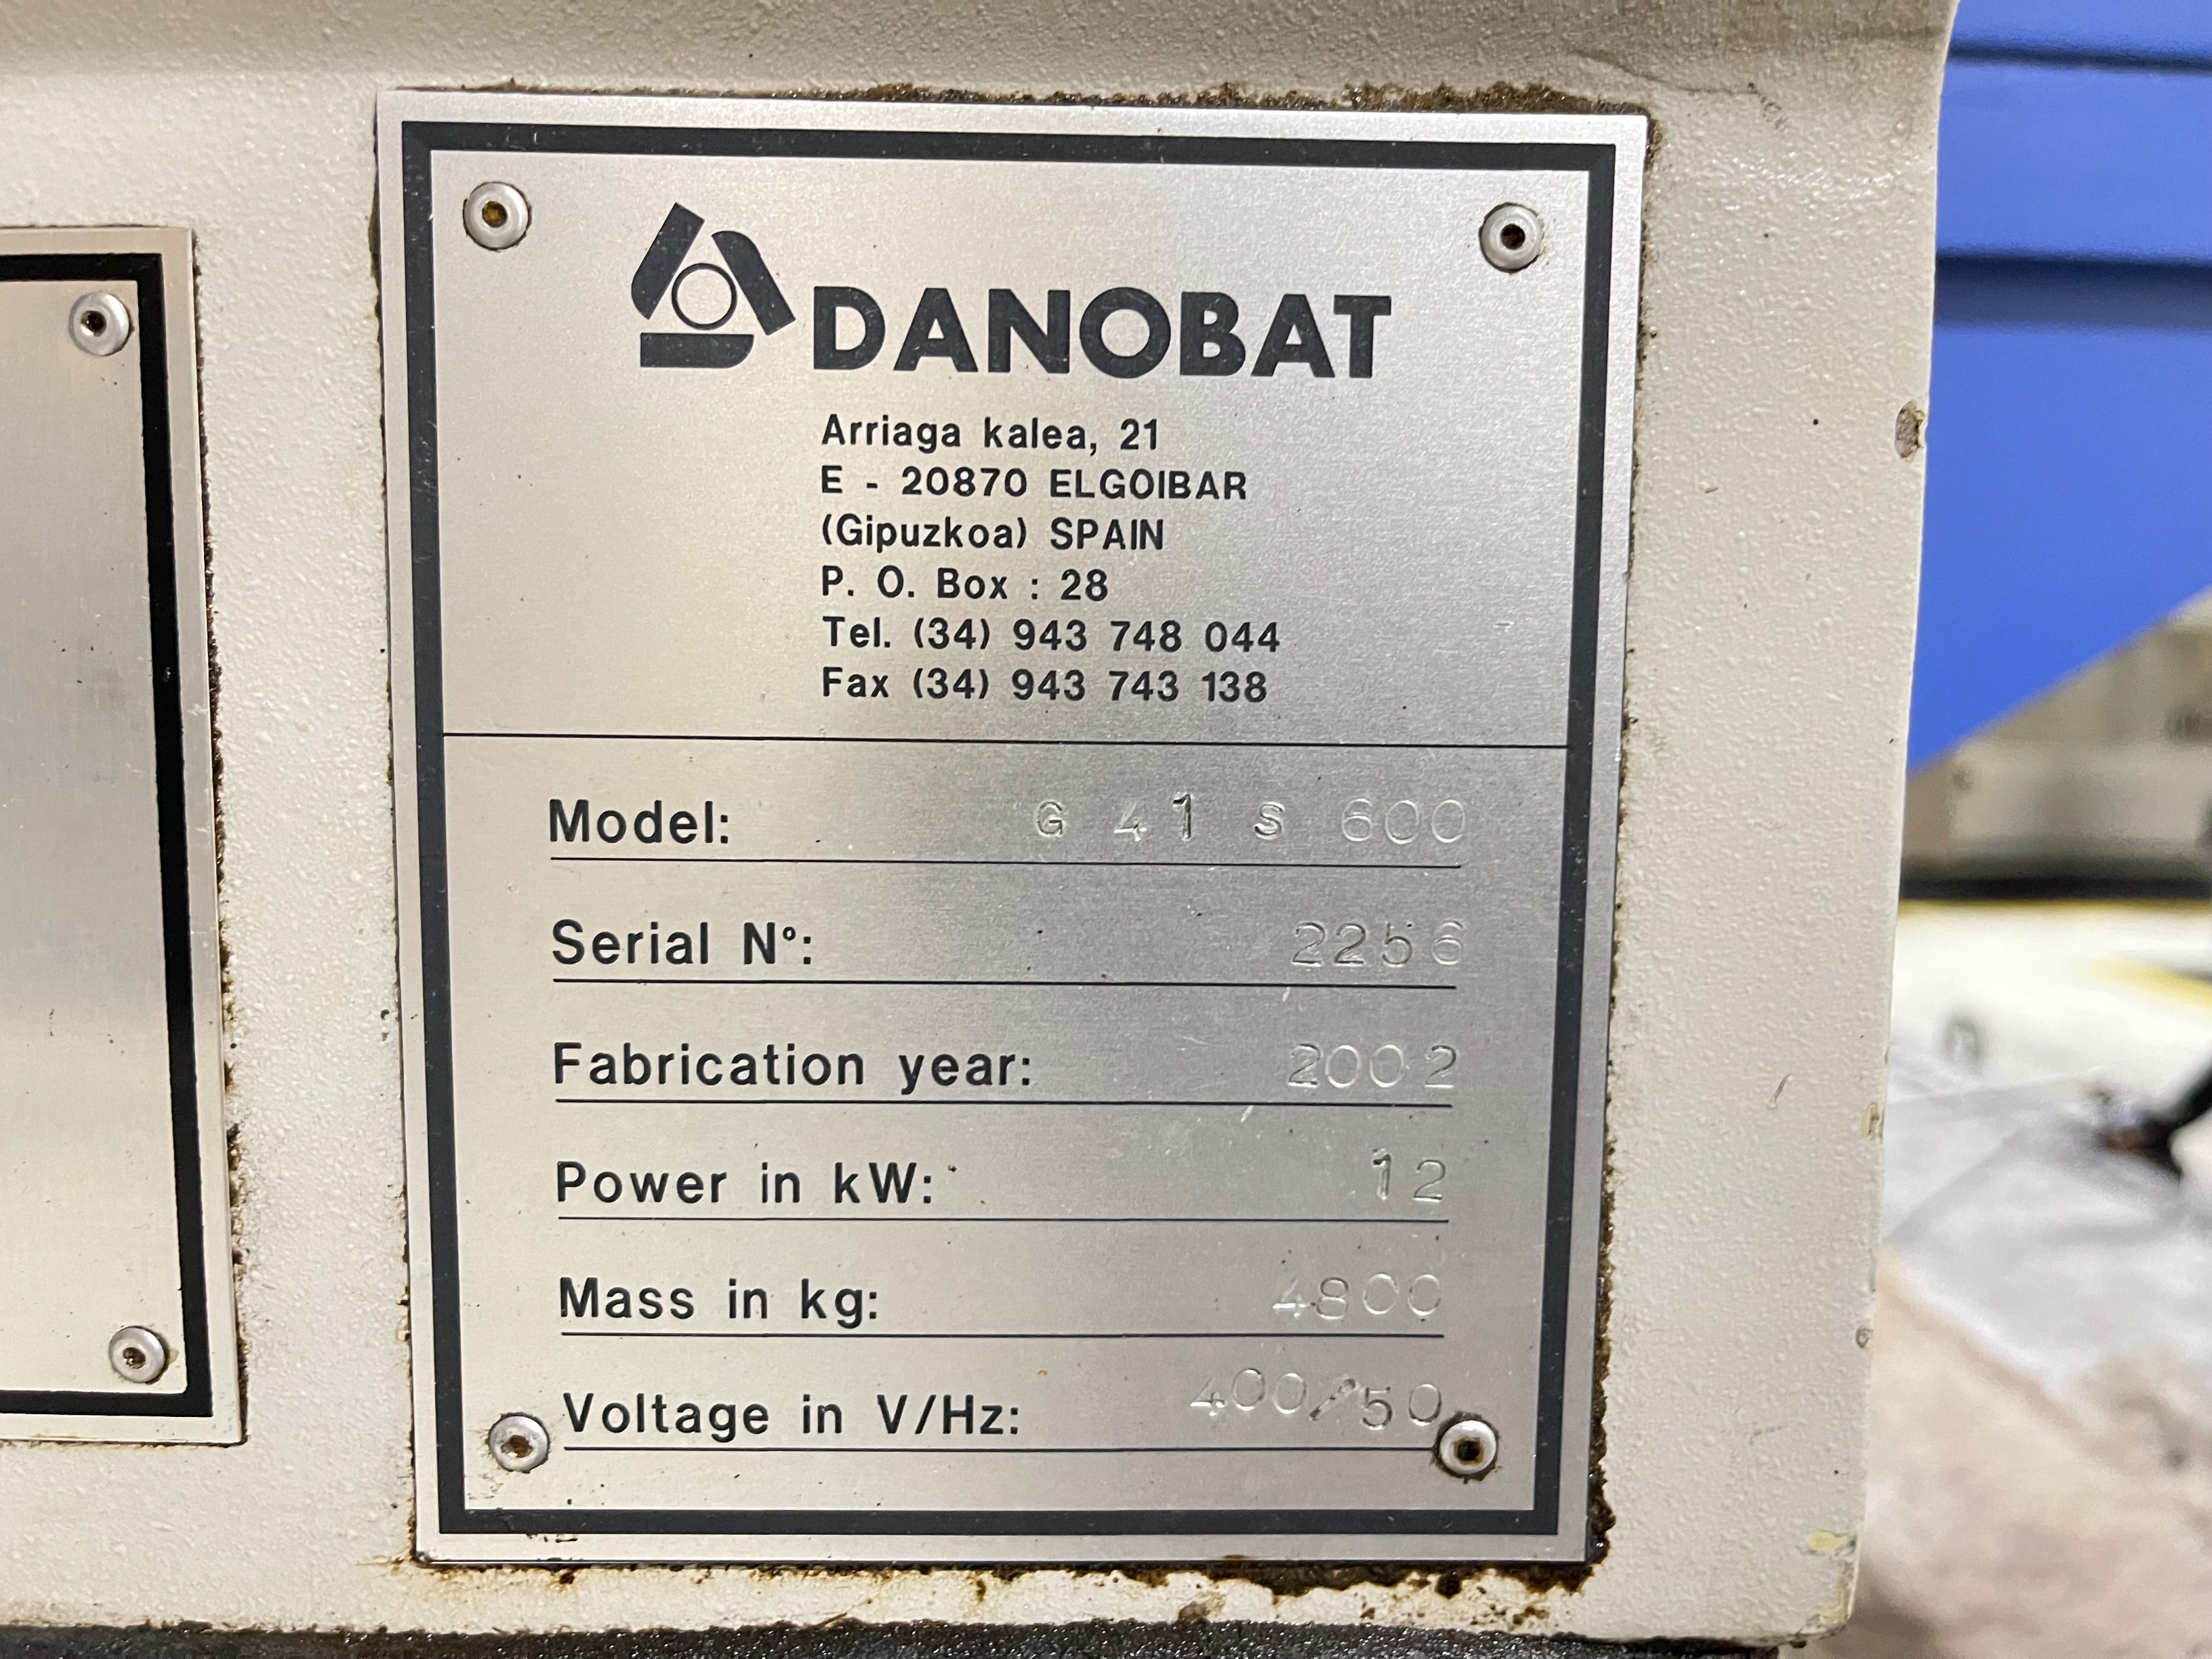 DANOBAT
Arriaga kalea, 21
E - 20870 ELGOIBAR
(Gipuzkoa) SPAIN
P. O. Box : 28
Tel. (34) 943 748 044
Fax (34) 943 743 138
Model: G 41 S 600
Serial Nº: 2256
Fabrication year: 2002
Power in kW: 12
Mass in kg: 4800
Voltage in V/Hz: 400/50